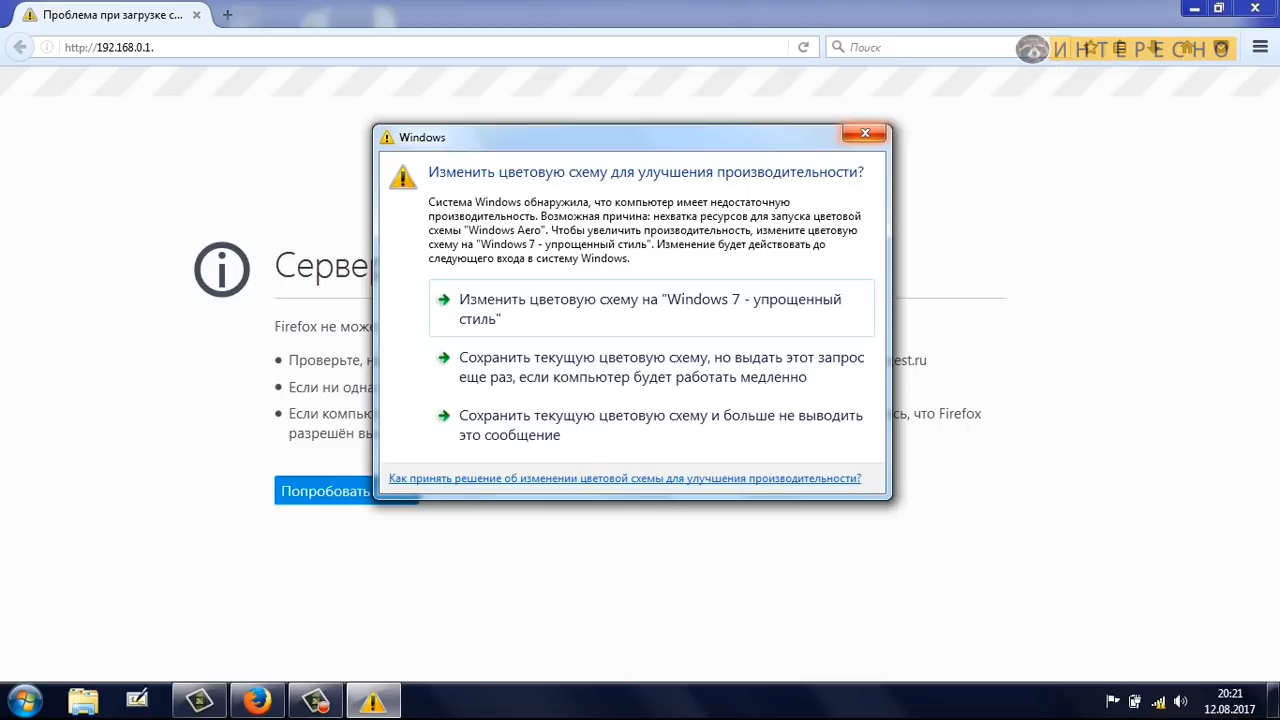 Проблема при загрузке с...
http://192.168.0.1.
Поиск
ИНТЕРЕСНО
Windows
Изменить цветовую схему для улучшения производительности?
Система Windows обнаружила, что компьютер имеет недостаточную
производительность. Возможная причина: нехватка ресурсов для запуска цветовой
схемы "Windows Aero". Чтобы увеличить производительность, измените цветовую
схему на "Windows 7 - упрощенный стиль". Изменение будет действовать до
следующего входа в систему Windows.
Изменить цветовую схему на "Windows 7 - упрощенный
стиль"
Сохранить текущую цветовую схему, но выдать этот запрос
еще раз, если компьютер будет работать медленно
Сохранить текущую цветовую схему и больше не выводить
это сообщение
Как принять решение об изменении цветовой схемы для улучшения производительности?
Сервер
Firefox не може
Проверьте, н
est.ru
Если ни одна
Если компьк
сь, что Firefox
разрешён вы
Попробовать
20:21
12.08.2017